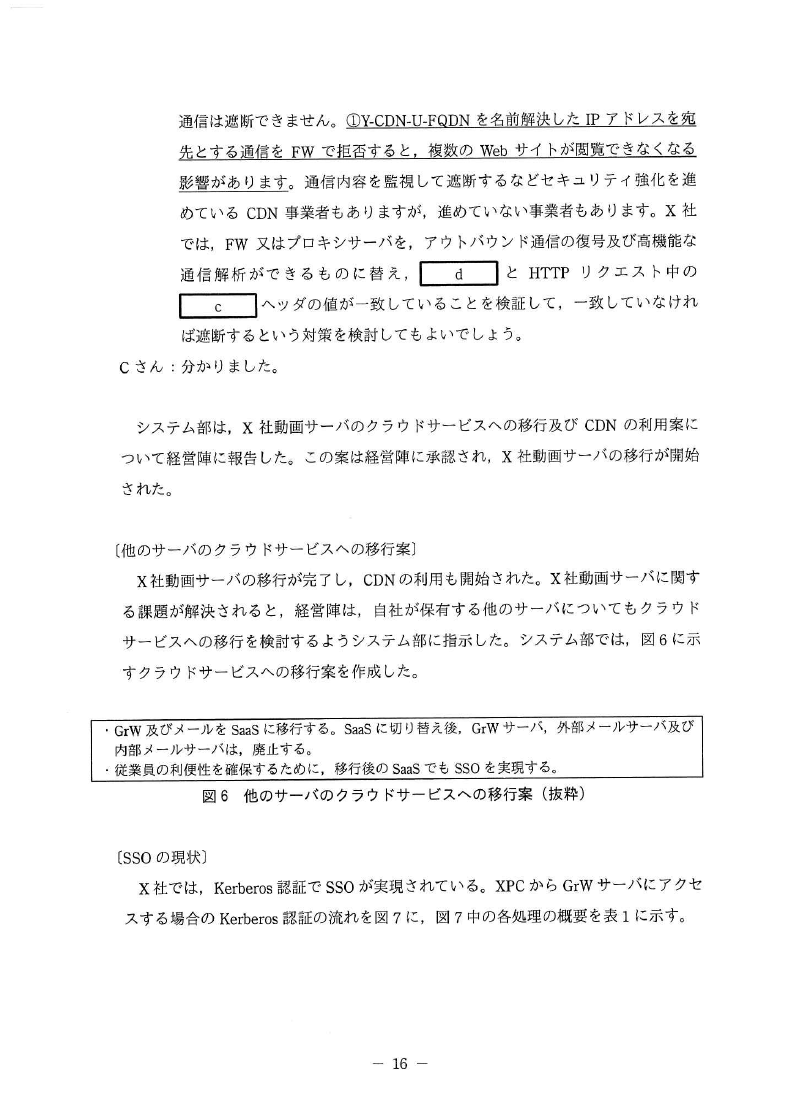 通信は遮断できません。①Y-CDN-U-FQDN を名前解決した IP アドレスを宛
先とする通信を FW で拒否すると，複数の Web サイトが閲覧できなくなる
影響があります。通信内容を監視して遮断するなどセキュリティ強化を進
めている CDN 事業者もありますが，進めていない事業者もあります。X 社
では，FW 又はプロキシサーバを，アウトバウンド通信の復号及び高機能な
通信解析ができるものに替え， d と HTTP リクエスト中の
c ヘッダの値が一致していることを検証して，一致していなけれ
ば遮断するという対策を検討してもよいでしょう。
C さん：分かりました。
システム部は，X 社動画サーバのクラウドサービスへの移行及び CDN の利用案に
ついて経営陣に報告した。この案は経営陣に承認され，X 社動画サーバの移行が開始
された。
〔他のサーバのクラウドサービスへの移行案〕
X 社動画サーバの移行が完了し，CDN の利用も開始された。X 社動画サーバに関す
る課題が解決されると，経営陣は，自社が保有する他のサーバについてもクラウド
サービスへの移行を検討するようシステム部に指示した。システム部では，図 6 に示
すクラウドサービスへの移行案を作成した。
・GrW 及びメールを SaaS に移行する。SaaS に切り替え後，GrW サーバ，外部メールサーバ及び
内部メールサーバは，廃止する。
・従業員の利便性を確保するために，移行後の SaaS でも SSO を実現する。
図 6 他のサーバのクラウドサービスへの移行案（抜粋）
〔SSO の現状〕
X 社では，Kerberos 認証で SSO が実現されている。XPC から GrW サーバにアクセ
スする場合の Kerberos 認証の流れを図 7 に，図 7 中の各処理の概要を表 1 に示す。
－ 16 －